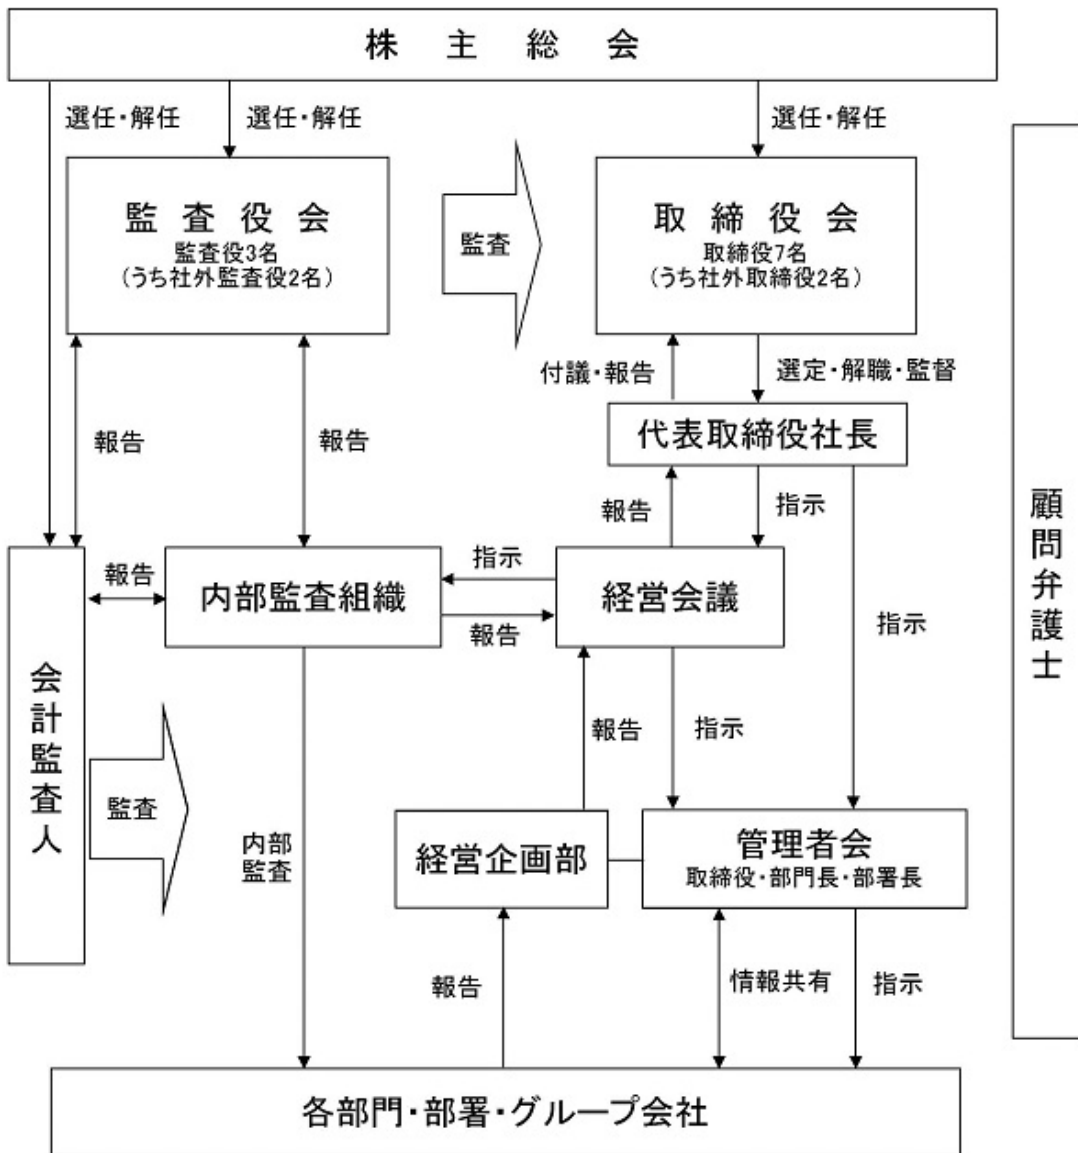 株主総会
選任・解任
選任・解任
選任・解任
監査役会
監査役3名
(うち社外監査役2名)
監査
取締役会
取締役7名
(うち社外取締役2名)
付議・報告
選定・解職・監督
代表取締役社長
報告
報告
報告
指示
顧問弁護士
報告
内部監査組織
指示
報告
経営会議
指示
会計監査人
監査
報告
指示
内部
監査
経営企画部
管理者会
取締役・部門長・部署長
報告
情報共有
指示
各部門・部署・グループ会社